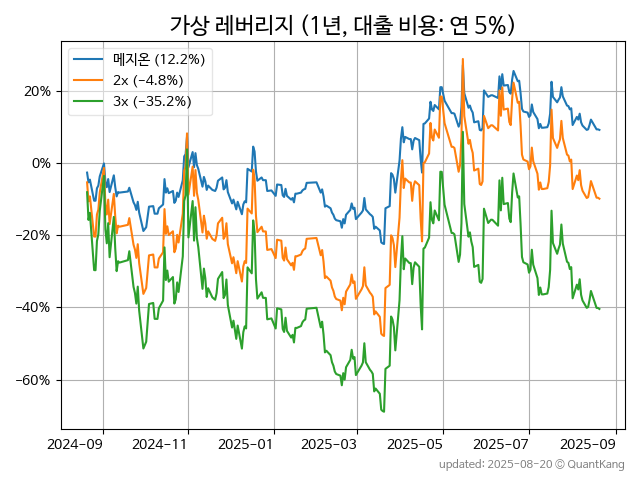 가상 레버리지 (1년, 대출 비용: 연 5%)
메지온 (12.2%)
2x (−4.8%)
3x (−35.2%)
20%
0%
−20%
−40%
−60%
2024−09 2024−11 2025−01 2025−03 2025−05 2025−07 2025−09
updated: 2025-08-20 © QuantKang